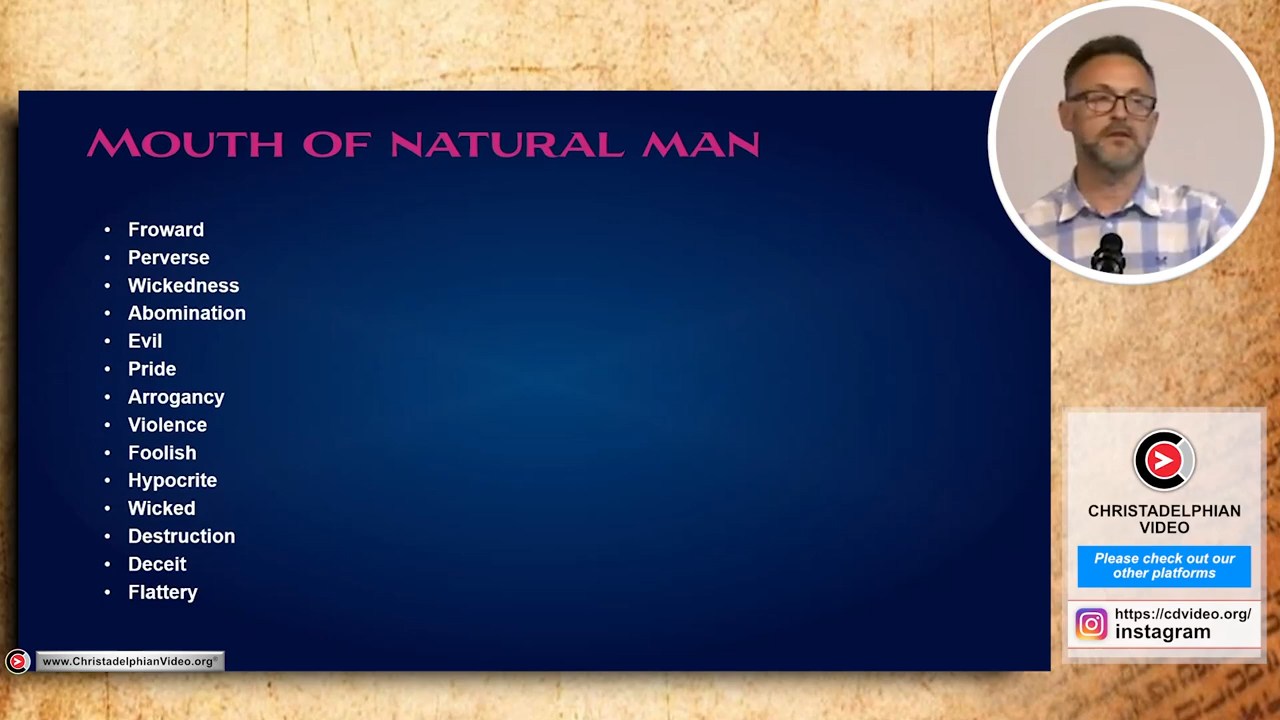 Mouth of natural man
• Froward
• Perverse
• Wickedness
• Abomination
• Evil
• Pride
• Arrogancy
• Violence
• Foolish
• Hypocrite
• Wicked
• Destruction
• Deceit
• Flattery
www.ChristadelphianVideo.org®
CHRISTADELPHIAN
VIDEO
Please check out our
other platforms
https://cdvideo.org/
instagram